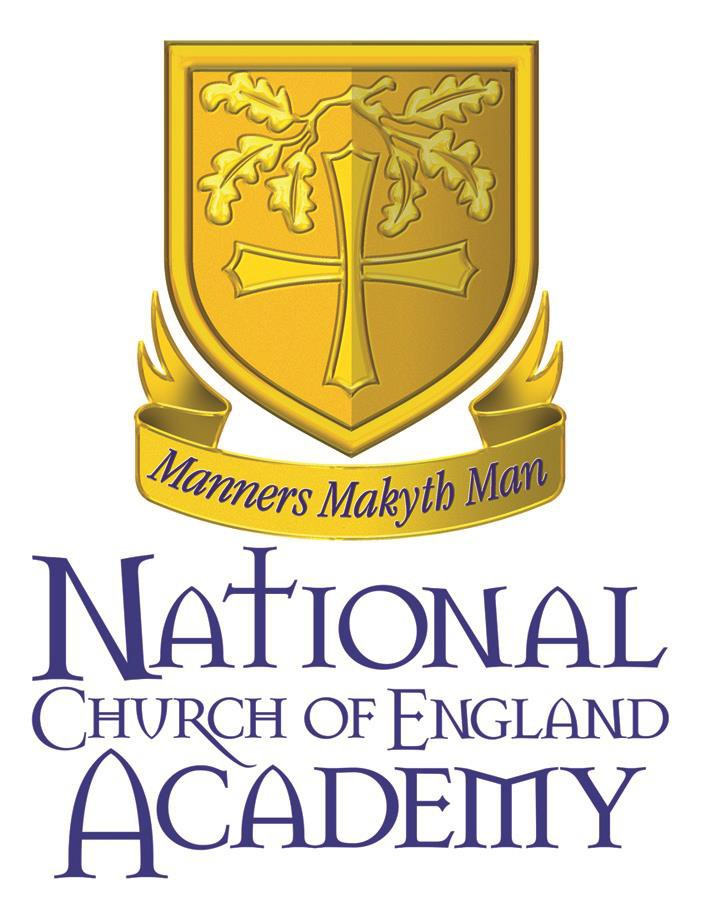 Manners Makyth Man
NATIONAL
CHURCH OF ENGLAND
ACADEMY